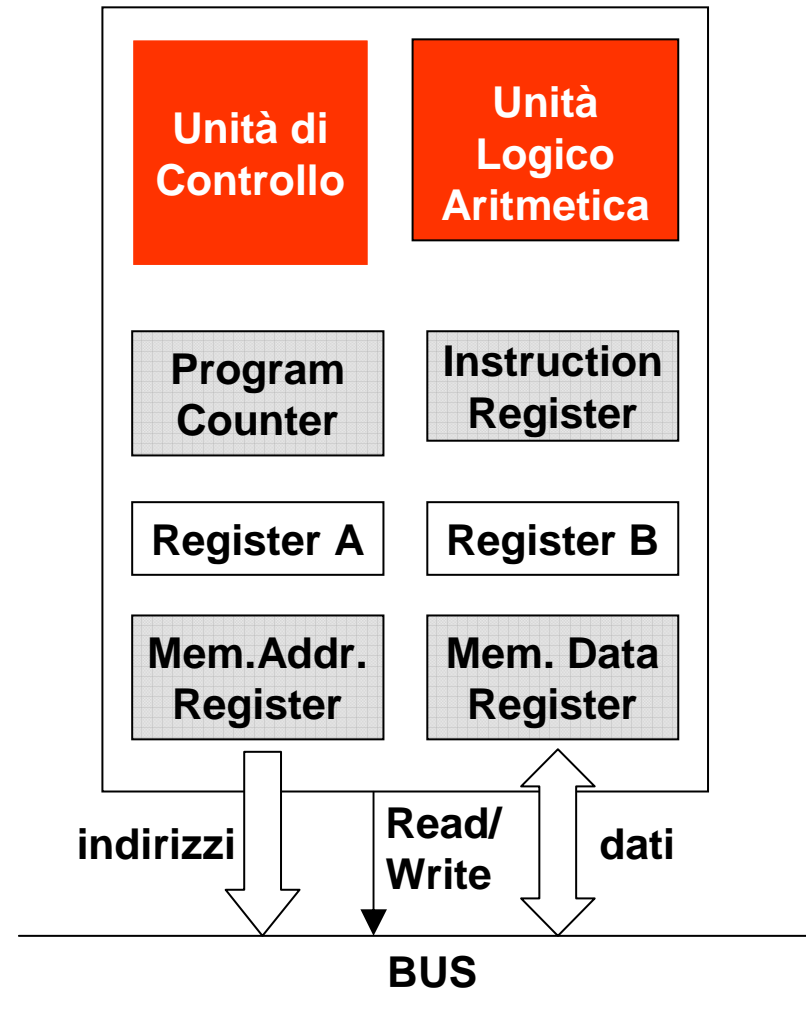 Unità di
Controllo
Unità
Logico
Aritmetica
Program
Counter
Instruction
Register
Register A
Register B
Mem.Addr.
Register
Mem. Data
Register
indirizzi
Read/
Write
dati
BUS